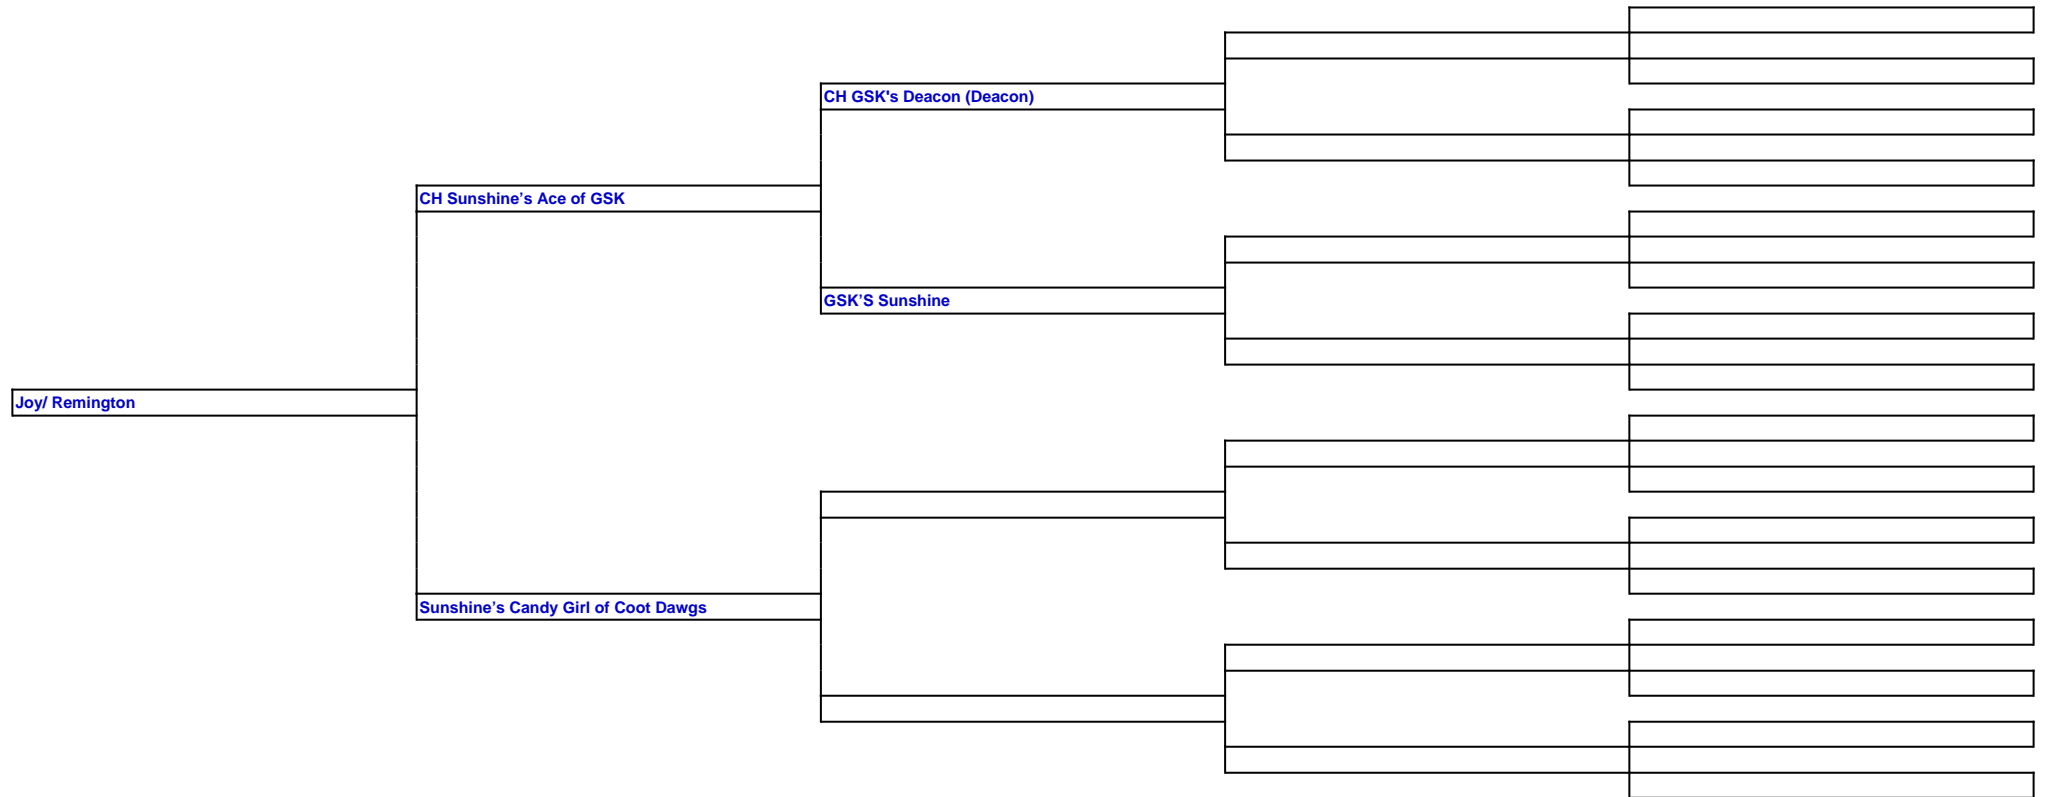 CH GSK's Deacon (Deacon)
CH Sunshine’s Ace of GSK
GSK’S Sunshine
Joy/ Remington
Sunshine’s Candy Girl of Coot Dawgs